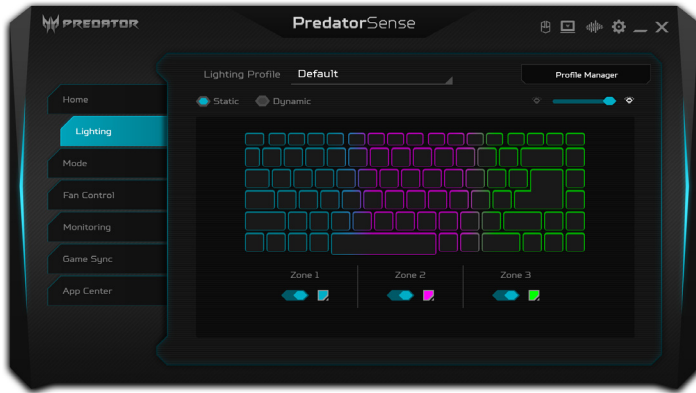 PREDATOR
PredatorSense
Lighting Profile Default
Profile Manager
Static Dynamic
Home
Lighting
Mode
Fan Control
Monitoring
Game Sync
App Center
Zone 1 Zone 2 Zone 3